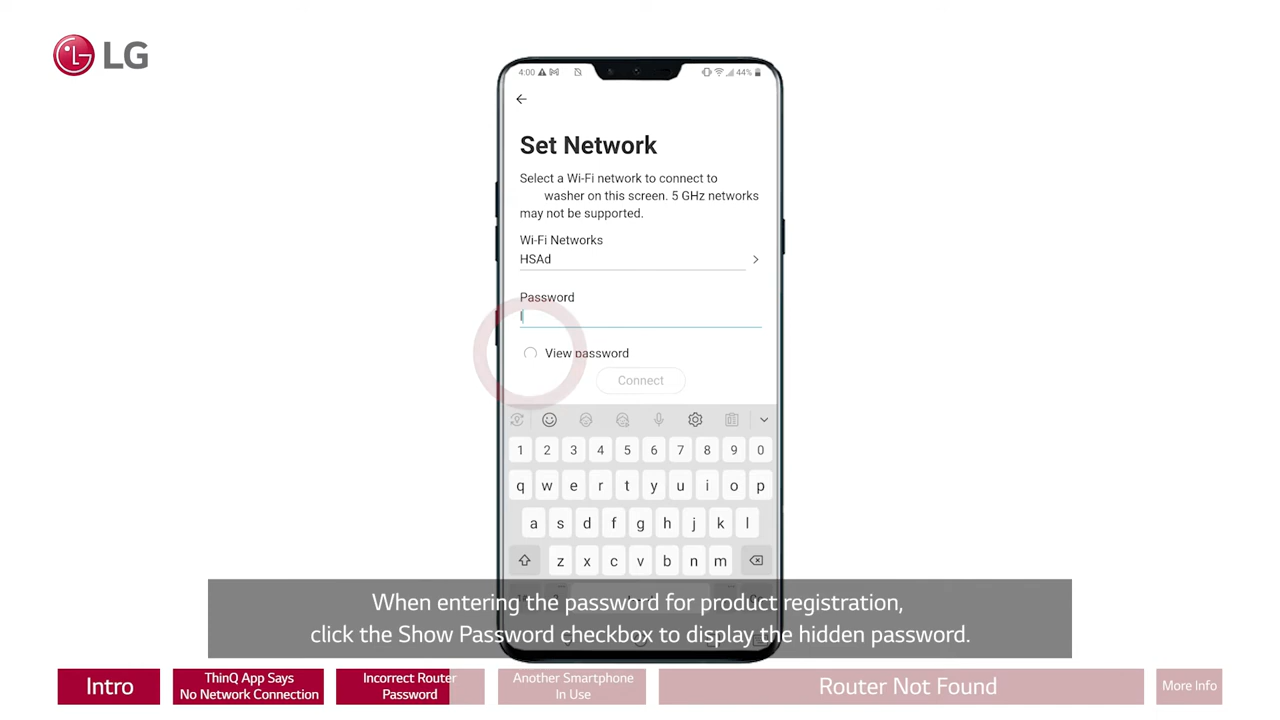 LG
4:00
44%
Set Network
Select a Wi-Fi network to connect to
washer on this screen. 5 GHz networks
may not be supported.
Wi-Fi Networks
HSAd
Password
View password
Connect
1 2 3 4 5 6 7 8 9 0
q w e r t y u i o p
a s d f g h j k l
z x c v b n m
When entering the password for product registration,
click the Show Password checkbox to display the hidden password.
Intro
ThinQ App Says
No Network Connection
Incorrect Router
Password
Another Smartphone
In Use
Router Not Found
More Info